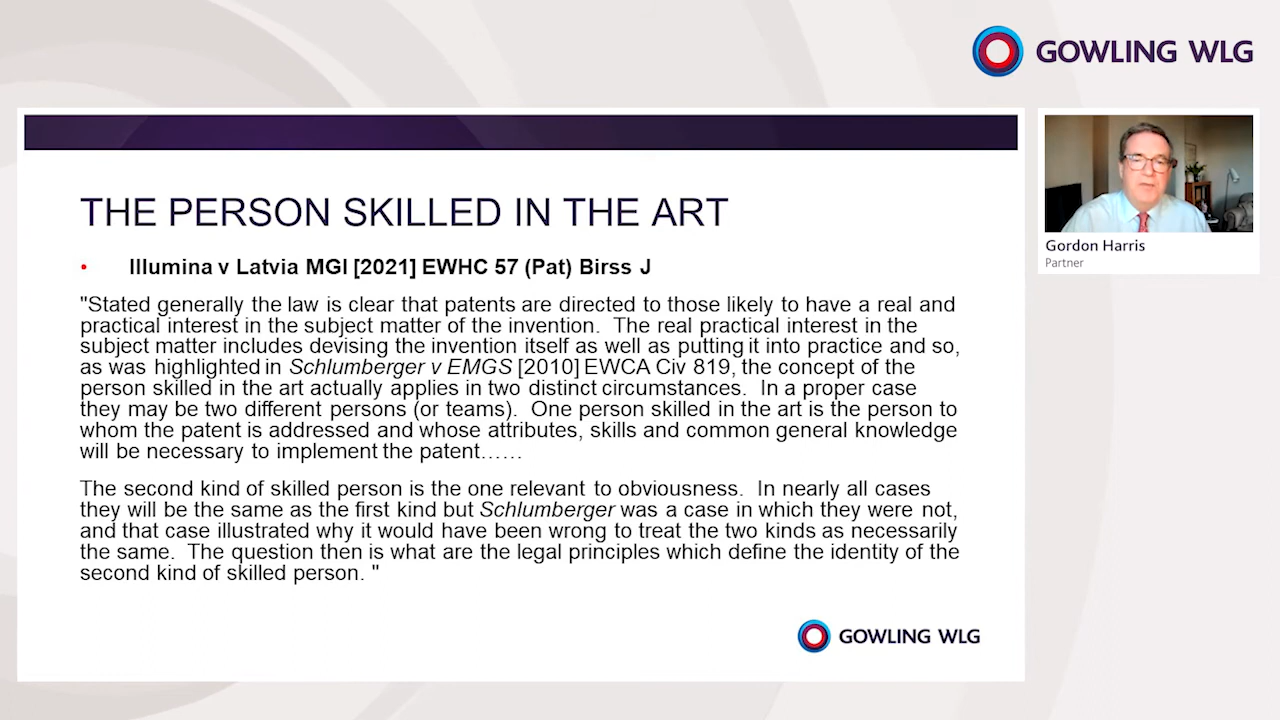 GOWLING WLG
THE PERSON SKILLED IN THE ART
• Illumina v Latvia MGI [2021] EWHC 57 (Pat) Birss J
"Stated generally the law is clear that patents are directed to those likely to have a real and
practical interest in the subject matter of the invention. The real practical interest in the
subject matter includes devising the invention itself as well as putting it into practice and so,
as was highlighted in Schlumberger v EMGS [2010] EWCA Civ 819, the concept of the
person skilled in the art actually applies in two distinct circumstances. In a proper case
they may be two different persons (or teams). One person skilled in the art is the person to
whom the patent is addressed and whose attributes, skills and common general knowledge
will be necessary to implement the patent……
The second kind of skilled person is the one relevant to obviousness. In nearly all cases
they will be the same as the first kind but Schlumberger was a case in which they were not,
and that case illustrated why it would have been wrong to treat the two kinds as necessarily
the same. The question then is what are the legal principles which define the identity of the
second kind of skilled person. "
GOWLING WLG
Gordon Harris
Partner